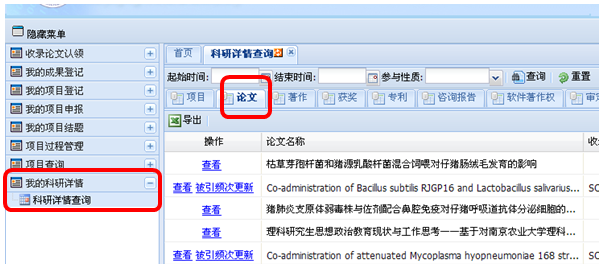 隐藏菜单
收录论文认领
我的成果登记
我的项目登记
我的项目申报
我的项目结题
项目过程管理
项目查询
我的科研详情
科研详情查询
首页 科研详情查询
起始时间: 结束时间: 参与性质: 查询 重置
项目 论文 著作 获奖 专利 咨询报告 软件著作权
导出
操作 论文名称
查看 枯草芽孢杆菌和猪源乳酸杆菌混合饲喂对仔猪肠绒毛发育的影响
查看 被引频次更新 Co-administration of Bacillus subtilis RJGP16 and Lactobacillus salivarius...
查看 猪肺炎支原体弱毒株与佐剂配合鼻腔免疫对仔猪呼吸道抗体分泌细胞的...
查看 理科研究生思想政治教育现状与工作思考——基于对南京农业大学理科...
查看 被引频次更新 Co-administration of attenuated Mycoplasma hyopneumoniae 168 str...